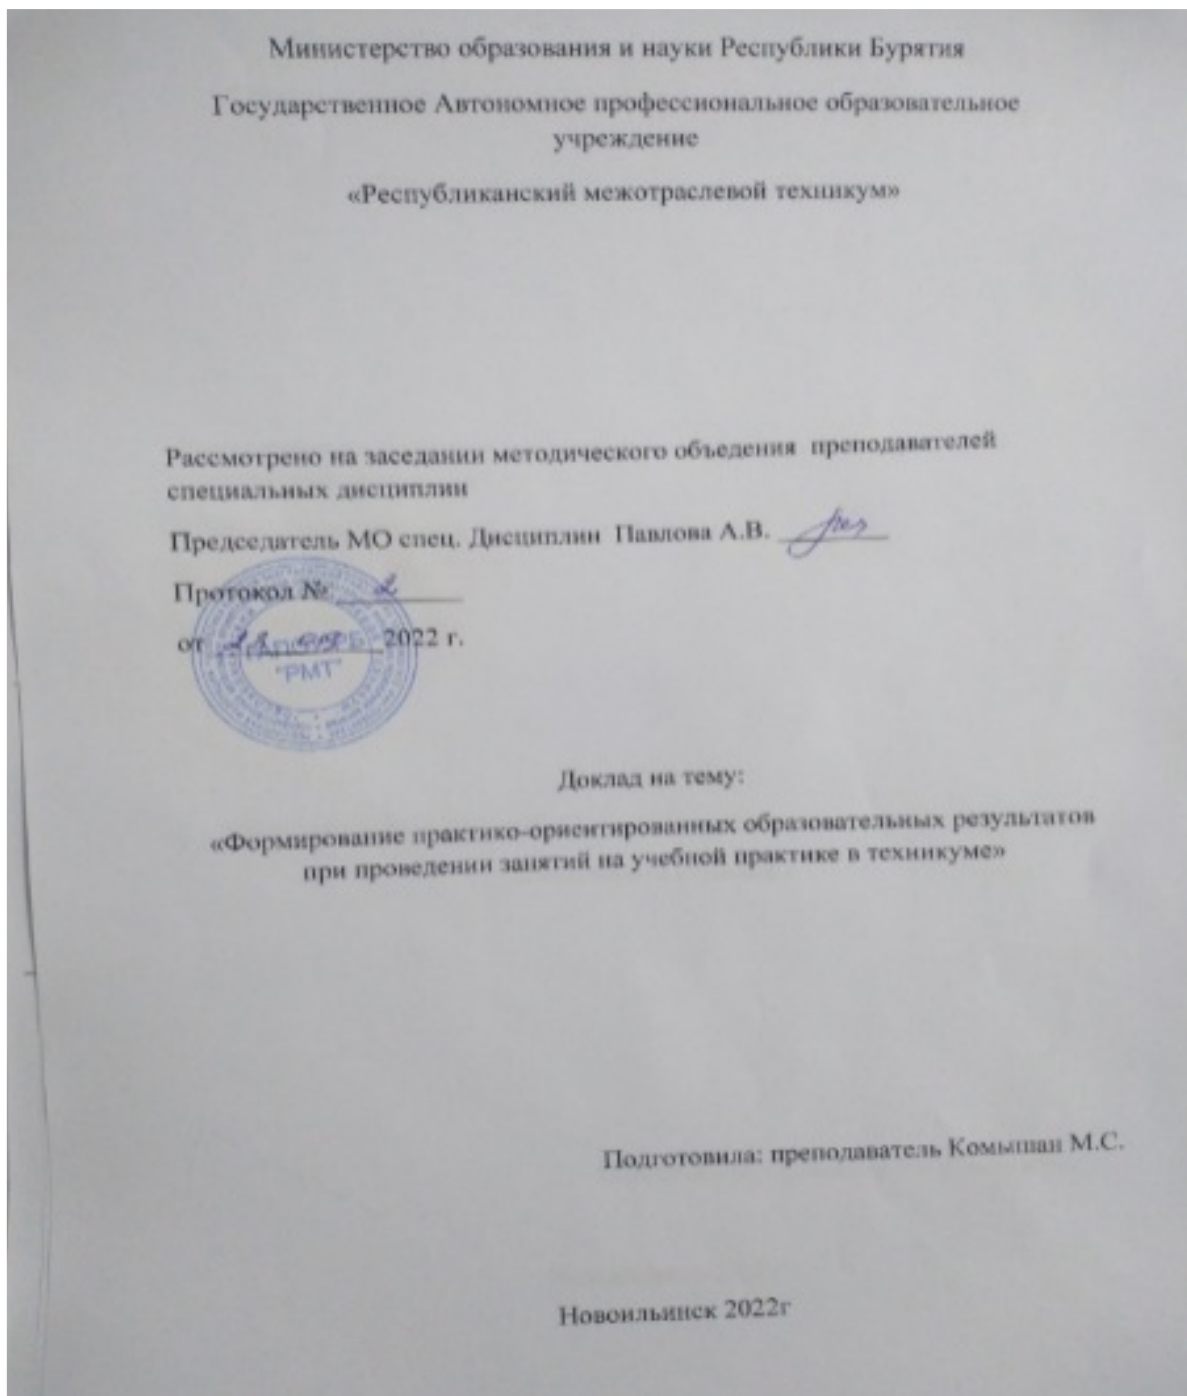 Министерство образования и науки Республики Бурятия
Государственное Автономное профессиональное образовательное
учреждение
«Республиканский межотраслевой техникум»
Рассмотрено на заседании методического объедения преподавателей
специальных дисциплин
Председатель МО спец. Дисциплин Павлова А.В.
Протокол № 2
от 2022 г.
"РМТ"
Доклад на тему:
«Формирование практико-ориентированных образовательных результатов
при проведении занятий на учебной практике в техникуме»
Подготовила: преподаватель Комышан М.С.
Новоильинск 2022г